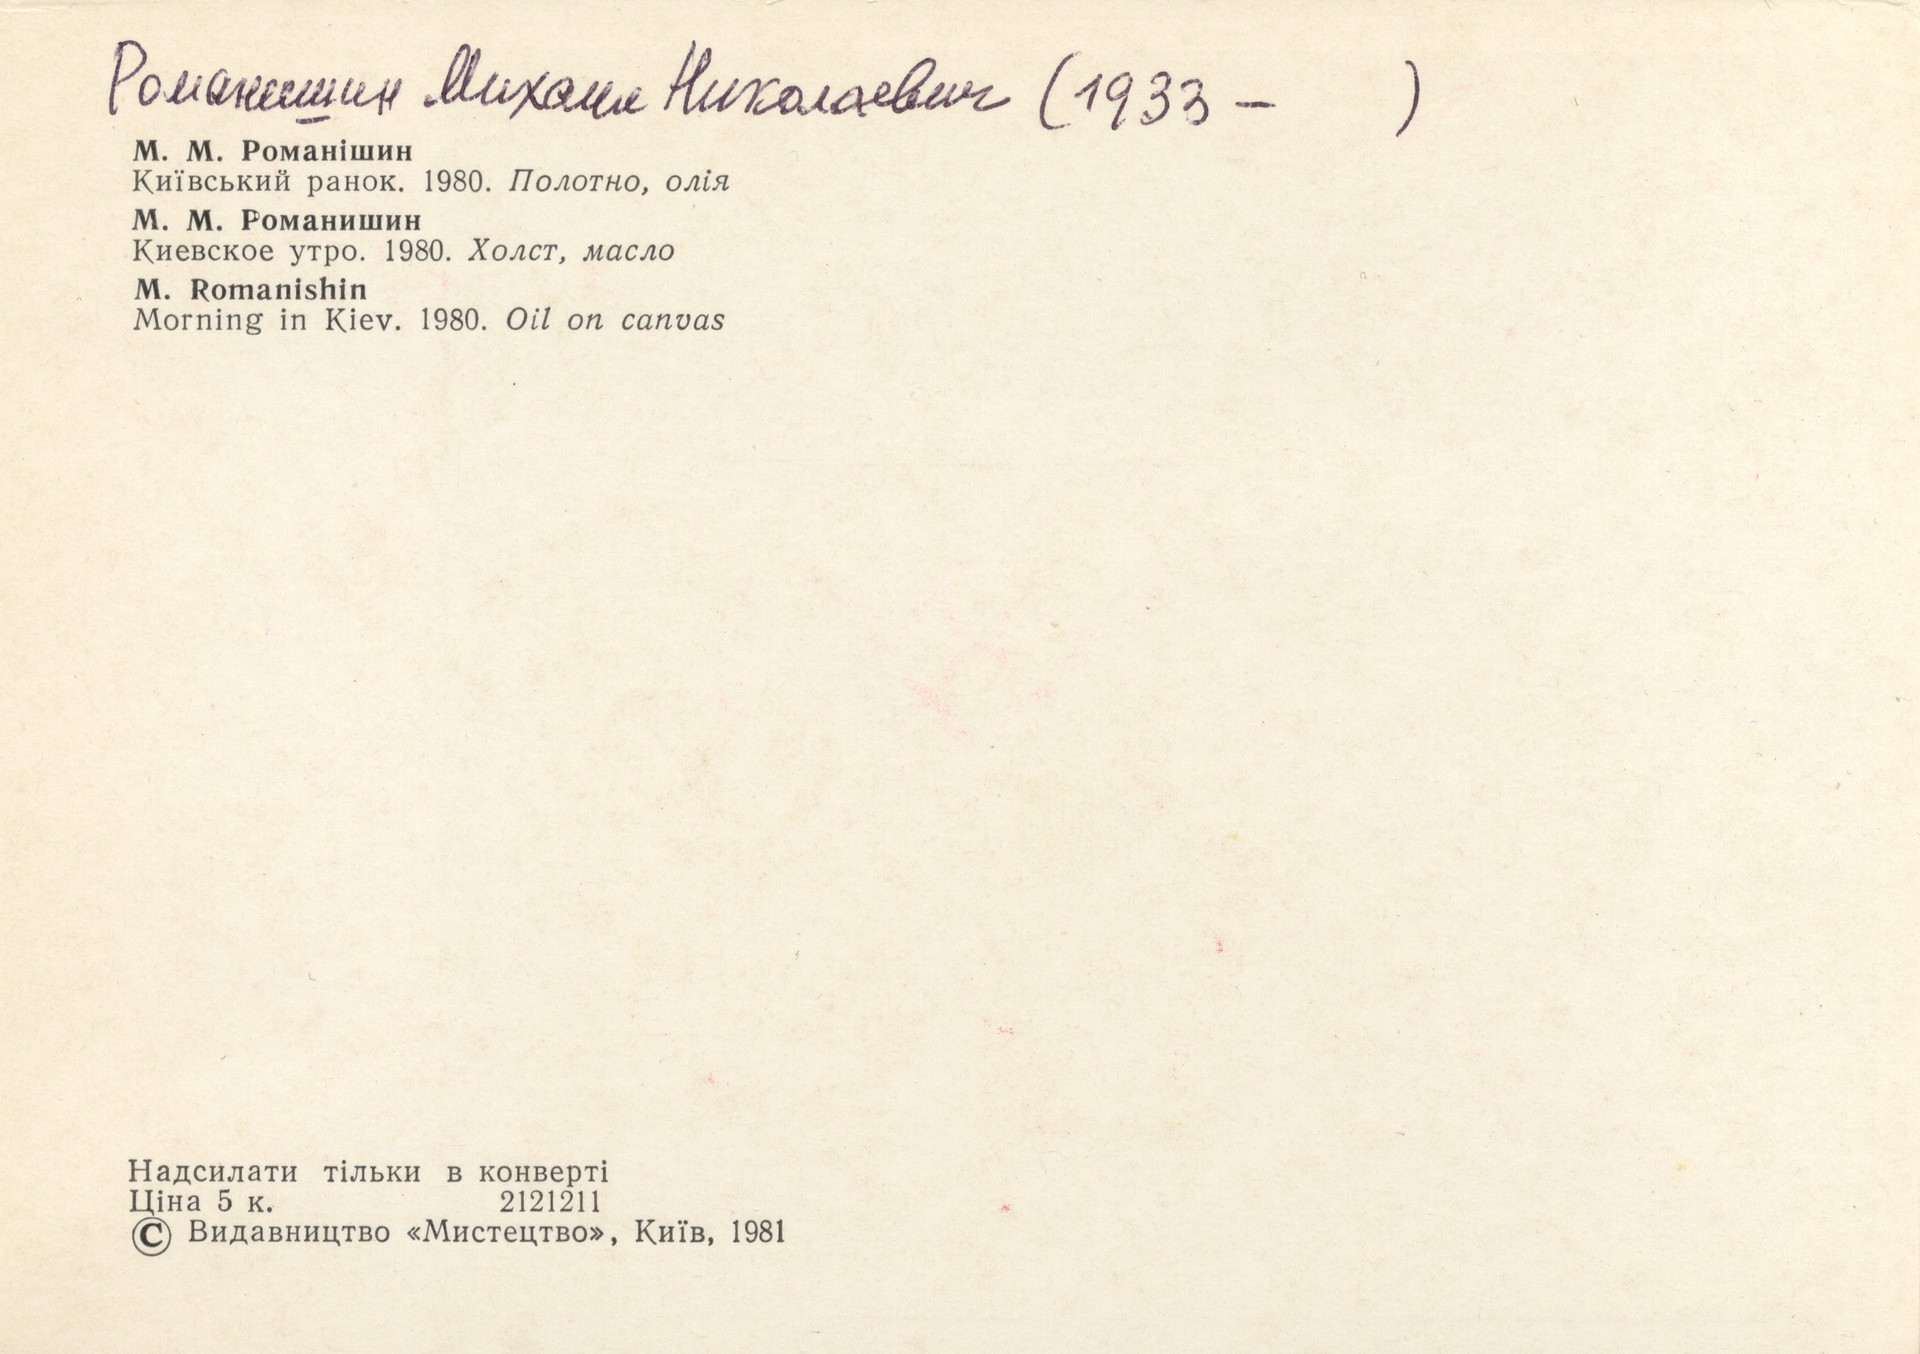 Романишин Михаил Николаевич (1933 – )
М. М. Романішин
Київський ранок. 1980. Полотно, олія
М. М. Романишин
Киевское утро. 1980. Холст, масло
M. Romanishin
Morning in Kiev. 1980. Oil on canvas
Надсилати тільки в конверті
Ціна 5 к. 2121211
© Видавництво «Мистецтво», Київ, 1981